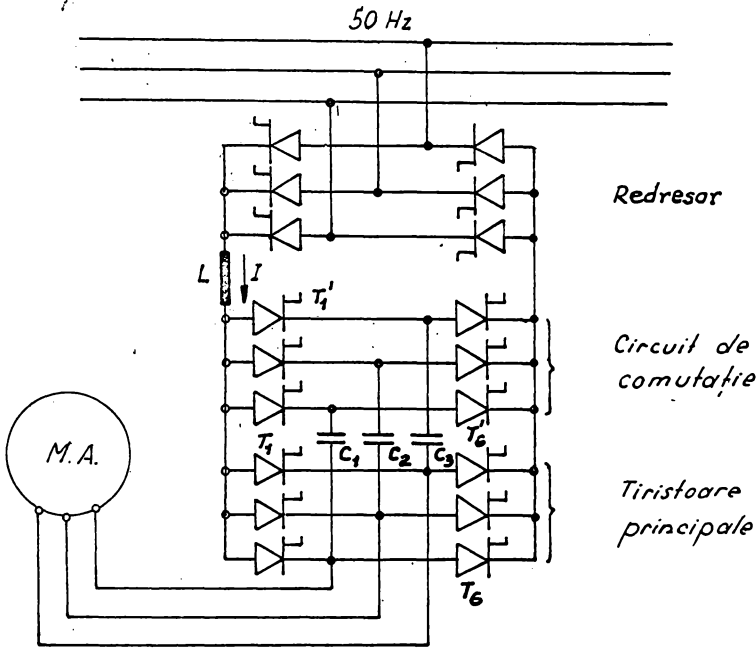 50 Hz
Redresor
L
I
T₁'
Circuit de
comutație
T₆'
M.A.
T₁
C₁
C₂
C₃
Tiristoare
principale
T₆